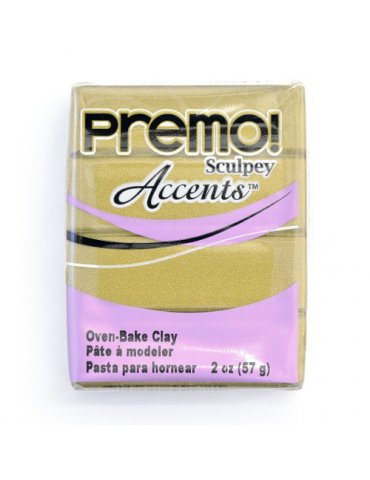 PREMO!
Sculpey
Accents™
Oven-Bake Clay
Pâte à modeler
Pasta para hornear 2 oz (57 g)